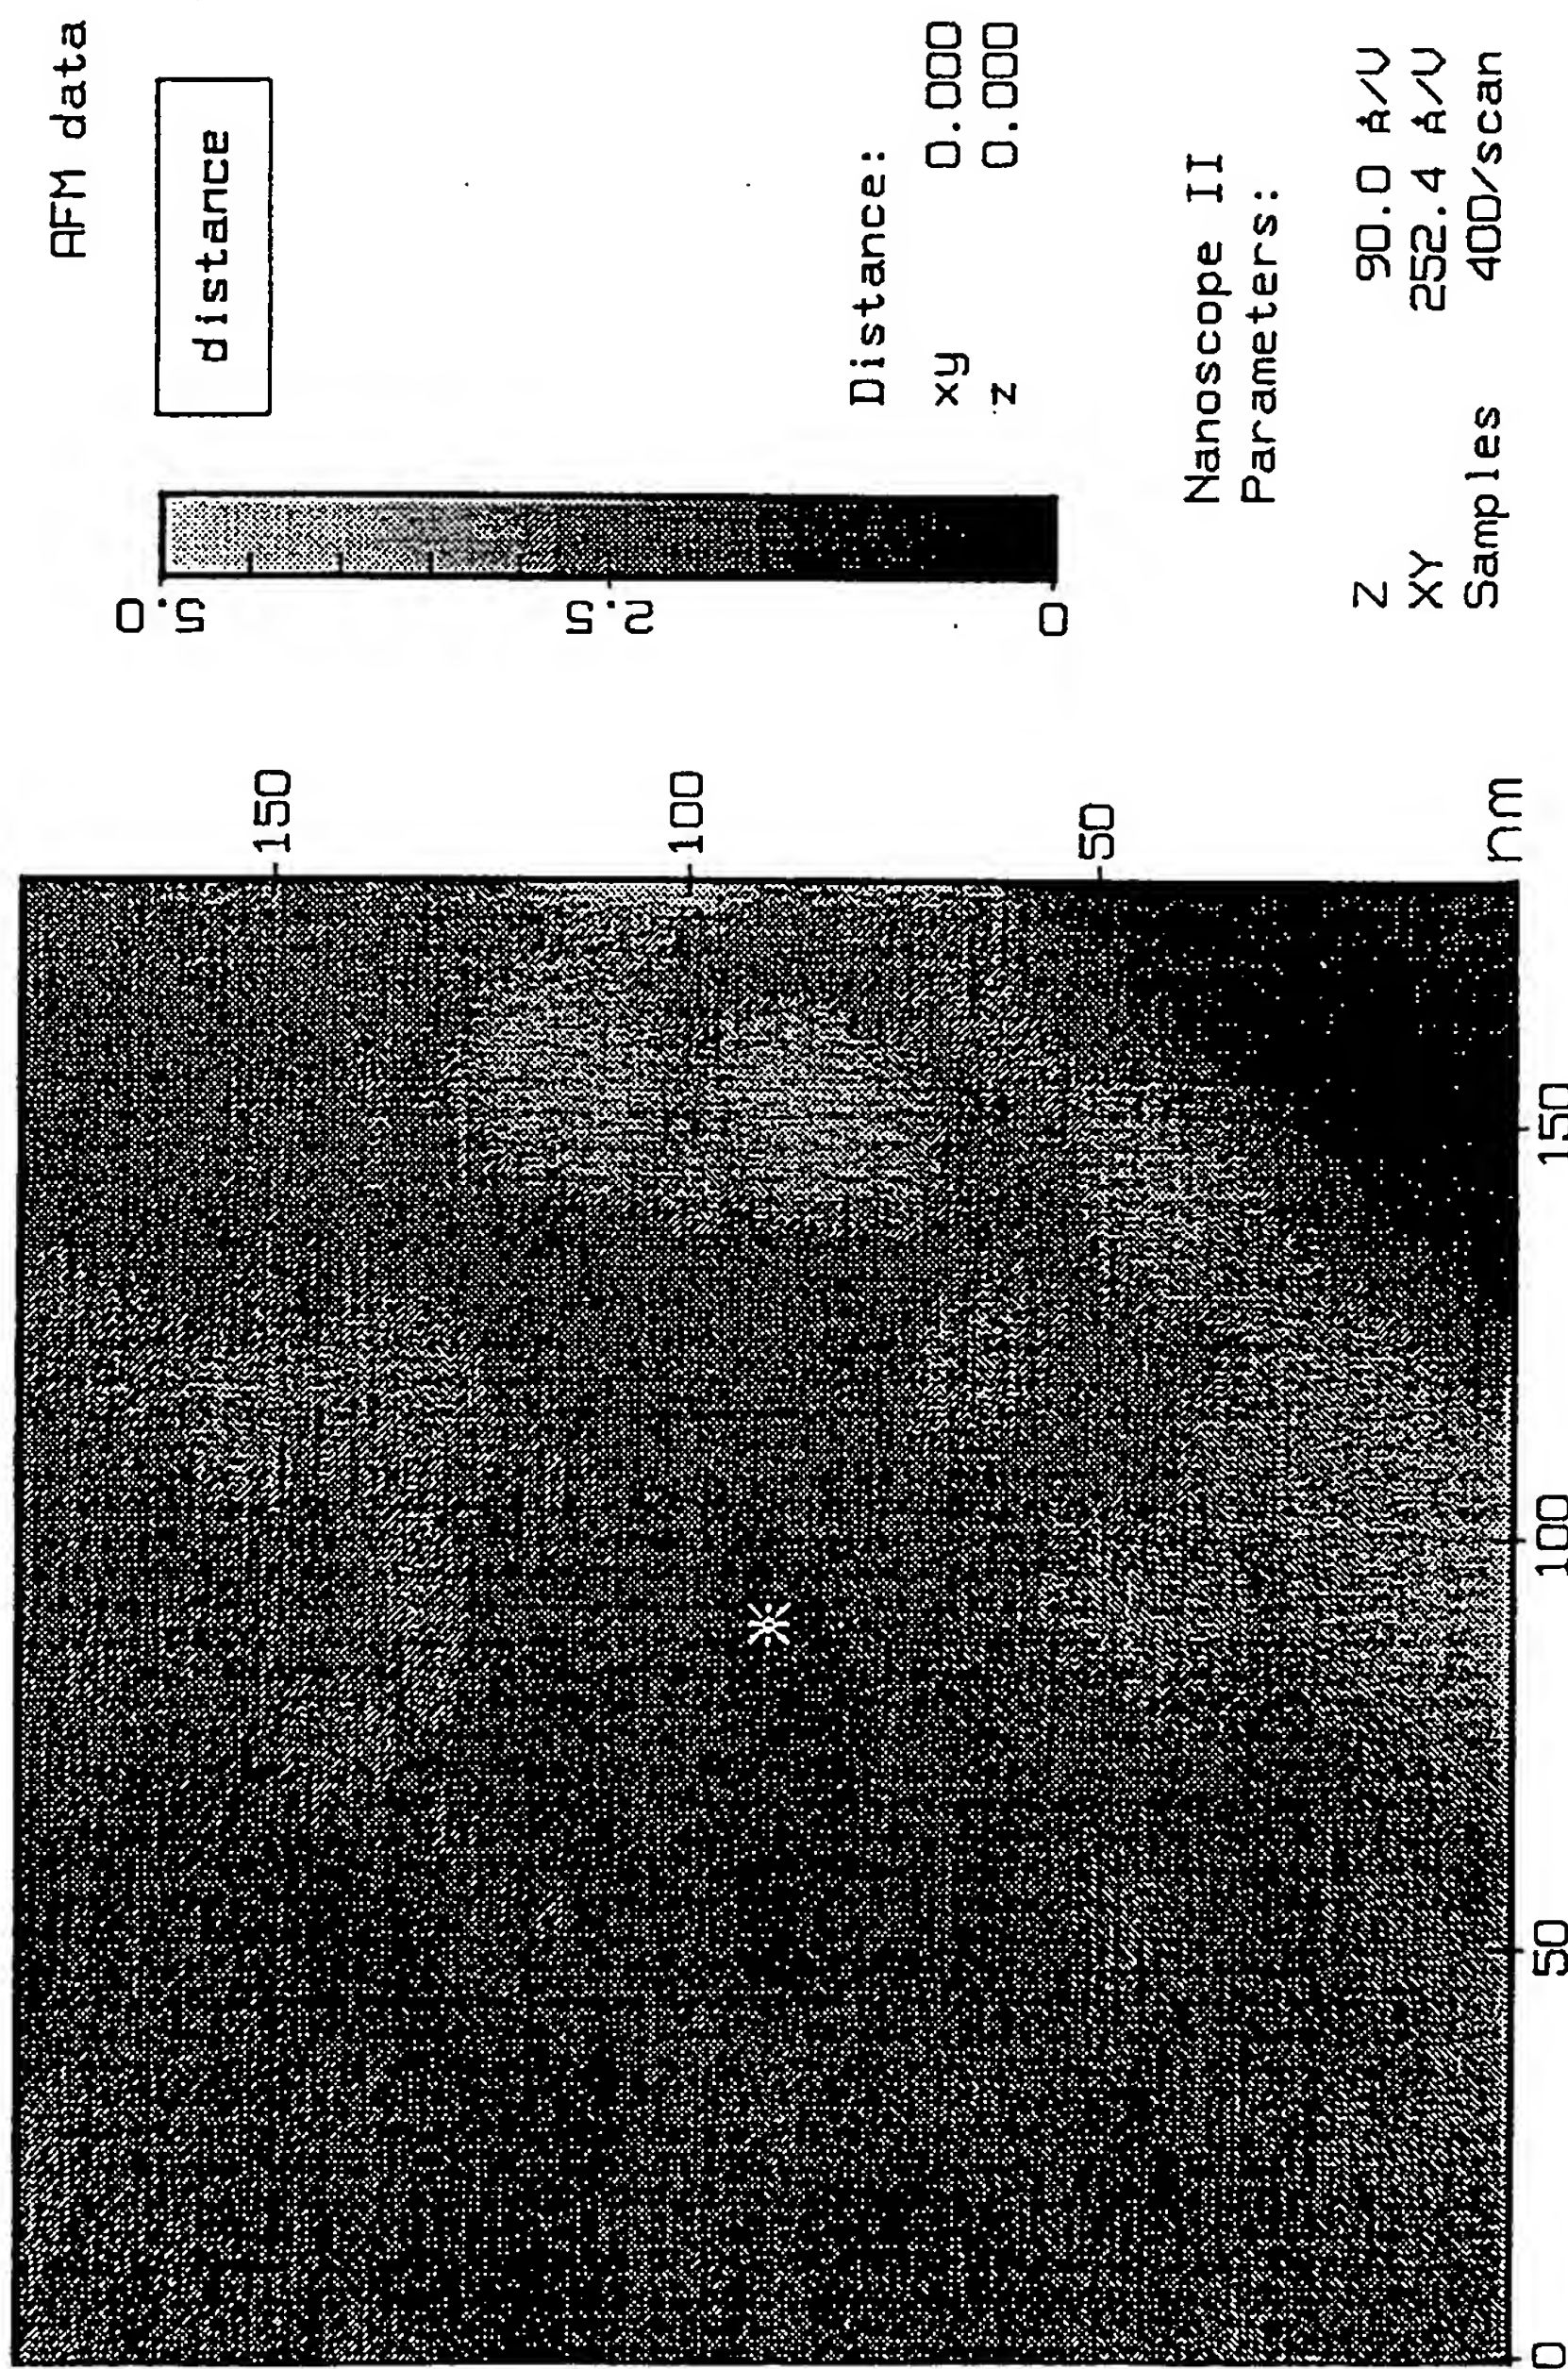 AFM data
distance
5.0
2.5
0
Distance:
xy 0.000
z 0.000
Nanoscope II
Parameters:
Z 90.0 Å/V
XY 252.4 Å/V
Samples 400/scan
150
100
50
nm
0
50
100
150